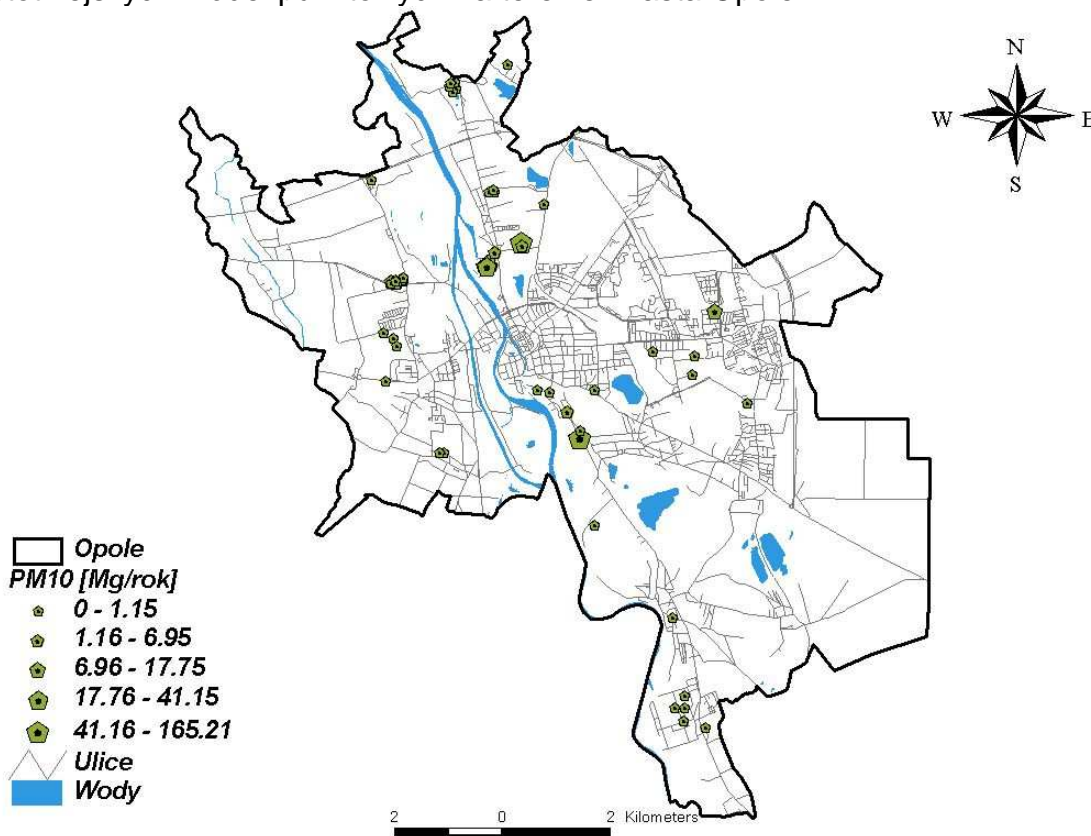 N
W E
S
Opole
PM10 [Mg/rok]
0 - 1.15
1.16 - 6.95
6.96 - 17.75
17.76 - 41.15
41.16 - 165.21
Ulice
Wody
2 0 2 Kilometers